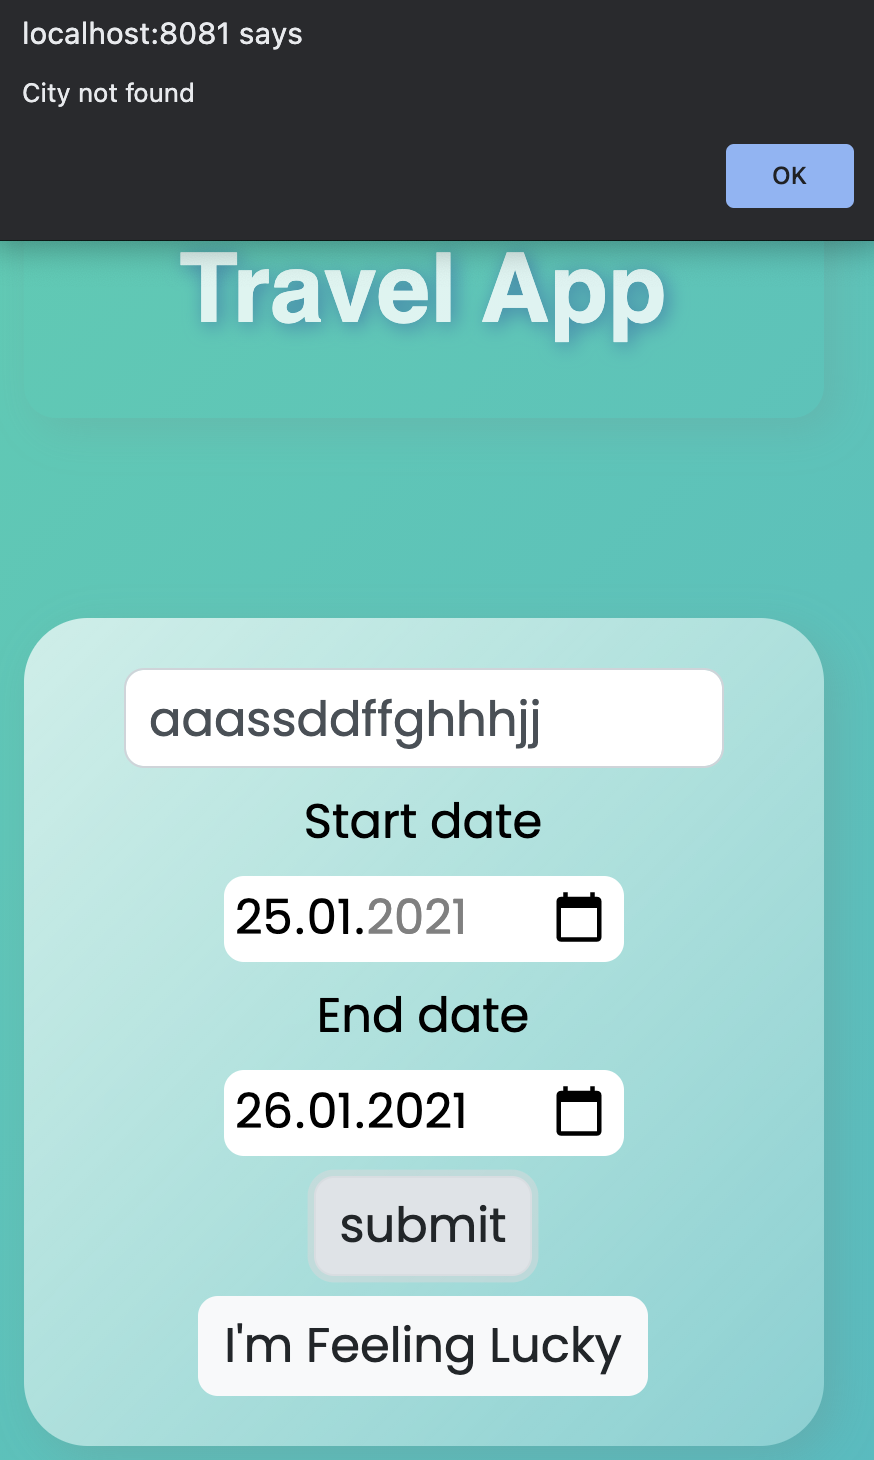 localhost:8081 says
City not found
OK
Travel App
aaassddffghhhjj
Start date
25.01.2021
End date
26.01.2021
submit
I'm Feeling Lucky